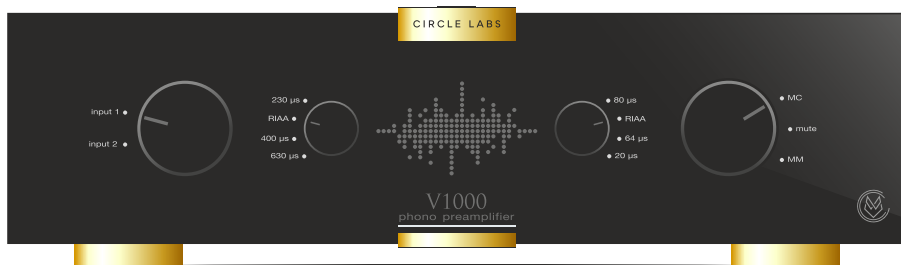 CIRCLE LABS
input 1
input 2
230 µs
RIAA
400 µs
630 µs
80 µs
RIAA
64 µs
20 µs
MC
mute
MM
V1000
phono preamplifier